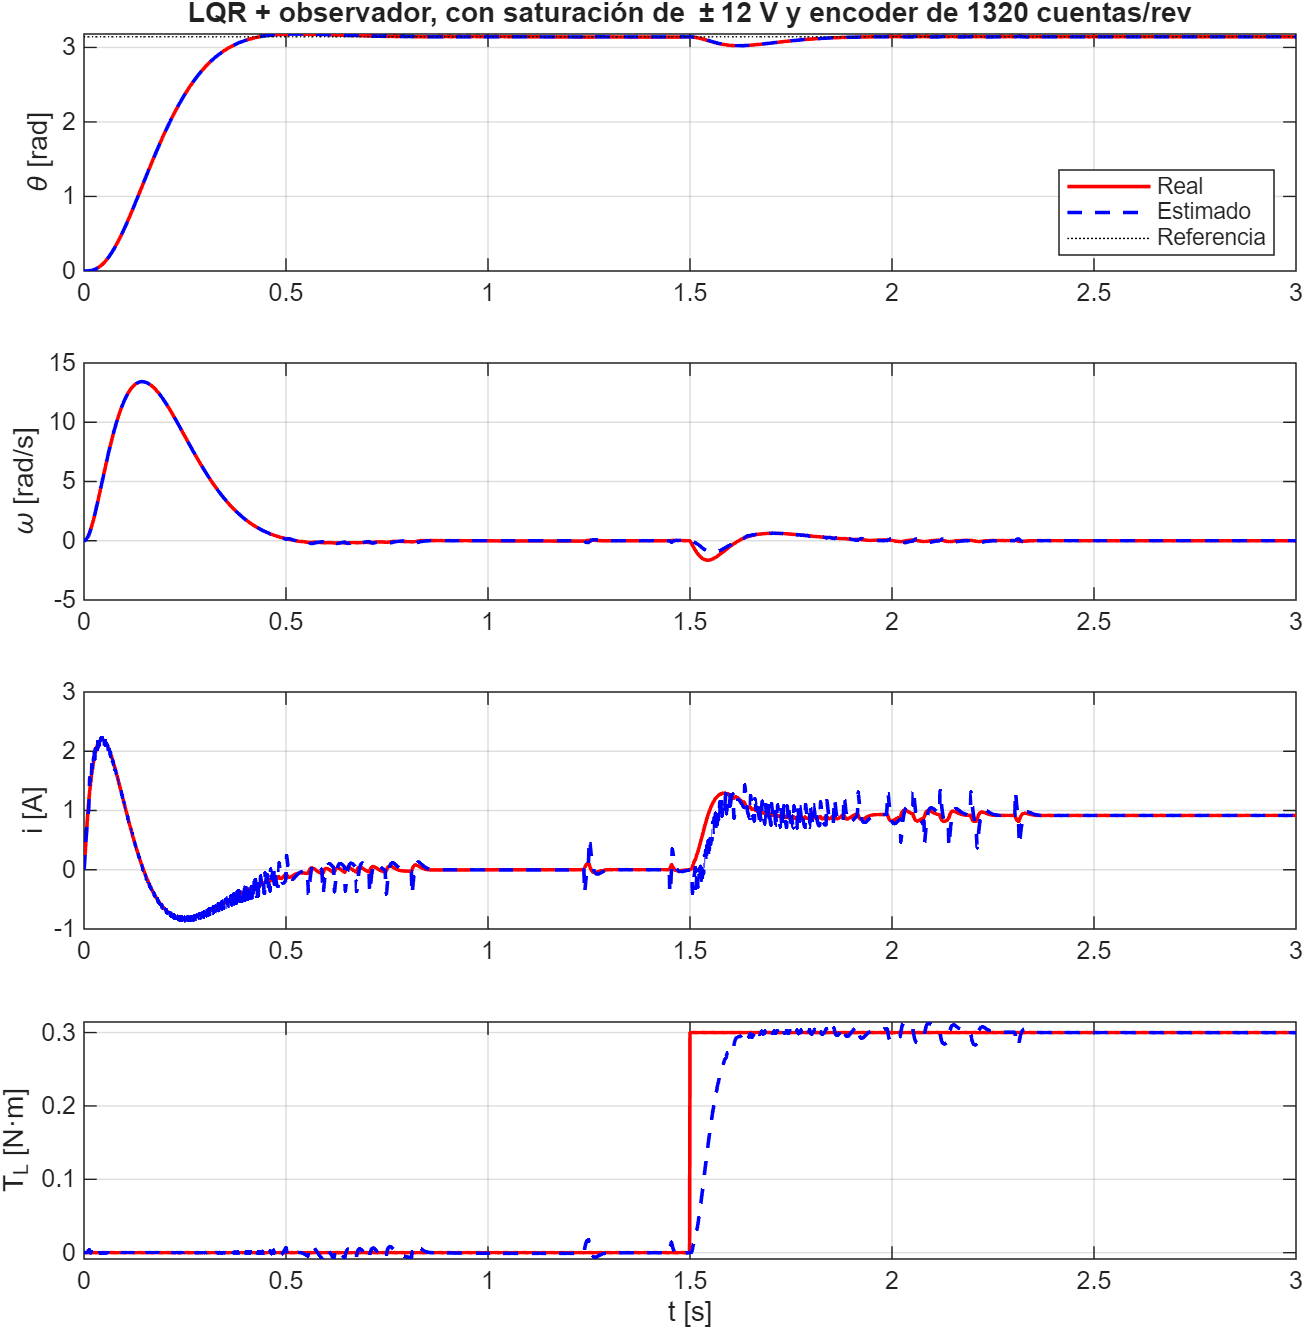 LQR + observador, con saturación de ± 12 V y encoder de 1320 cuentas/rev
3
2
1
0
θ [rad]
Real
Estimado
Referencia
0 0.5 1 1.5 2 2.5 3
15
10
5
0
-5
ω [rad/s]
0 0.5 1 1.5 2 2.5 3
3
2
1
0
-1
i [A]
0 0.5 1 1.5 2 2.5 3
0.3
0.2
0.1
0
T_L [N·m]
0 0.5 1 1.5 2 2.5 3
t [s]